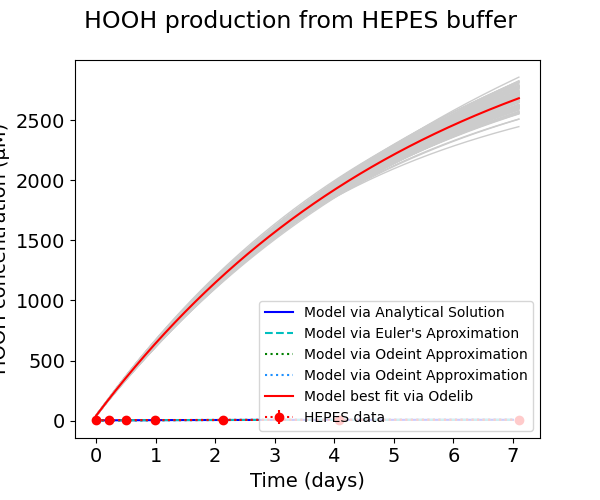 HOOH production from HEPES buffer
HOOH concentration (μM)
2500
2000
1500
1000
500
0
Model via Analytical Solution
Model via Euler's Aproximation
Model via Odeint Approximation
Model via Odeint Approximation
Model best fit via Odelib
HEPES data
0 1 2 3 4 5 6 7
Time (days)